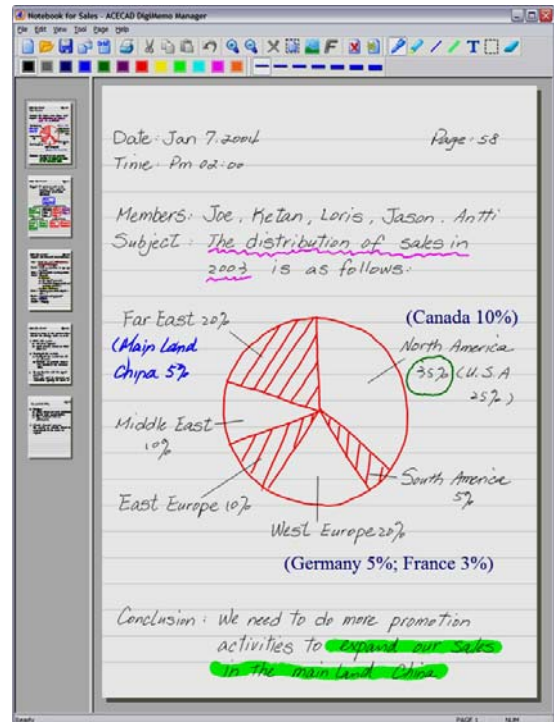 Notebook for Sales - ACECAD DigiMemo Manager
File Edit View Tool Page Help
Date: Jan 7. 2004 Page: 58
Time: Pm 02:00
Members: Joe, Ketan, Loris, Jason. Antti
Subject: The distribution of sales in
2003 is as follows:
Far East 20% (Canada 10%)
(Main Land North America
China 5% 35% (U.S.A
25%)
Middle East
10%
South America
5%
East Europe 10%
West Europe 20%
(Germany 5%; France 3%)
Conclusion: We need to do more promotion
activities to expand our sales
in the main land China
Ready PAGE 1 NUM